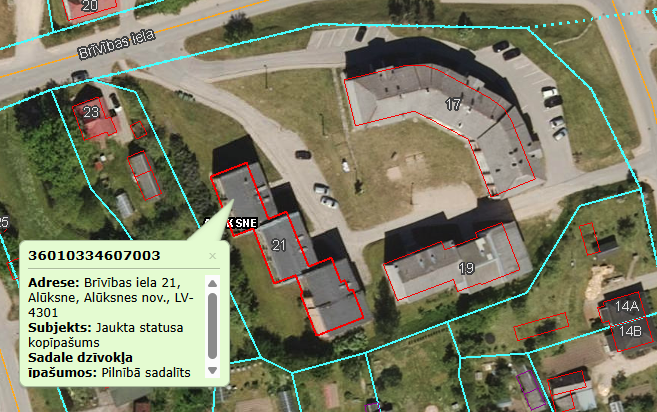 20
Brīvības iela
23
17
ALŪKSNE
21
19
25
14A
14B
36010334607003
×
Adrese: Brīvības iela 21,
Alūksne, Alūksnes nov., LV-
4301
Subjekts: Jaukta statusa
kopīpašums
Sadale dzīvokļa
īpašumos: Pilnībā sadalīts